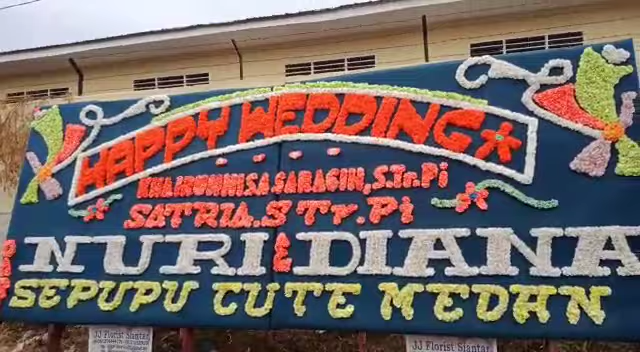 HAPPY WEDDING
KHAIRUNNISA.SARAGIH,S.Tr.Pi
SATRIA.STr.Pi
NURI & DIANA
SEPUPU CUTE MEDAN
JJ Florist Siantar
JJ Florist Siantar